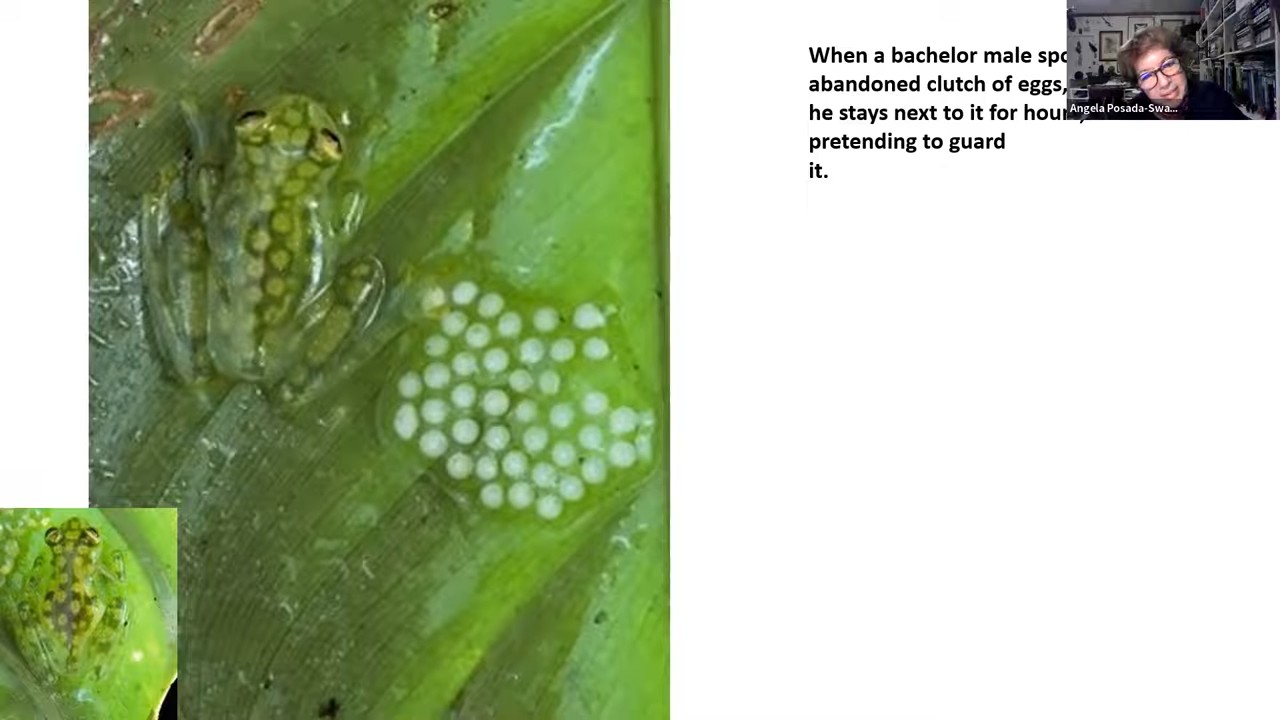 When a bachelor male
abandoned clutch of eggs,
he stays next to it for hours,
pretending to guard
it.
Angela Posada-Swa...